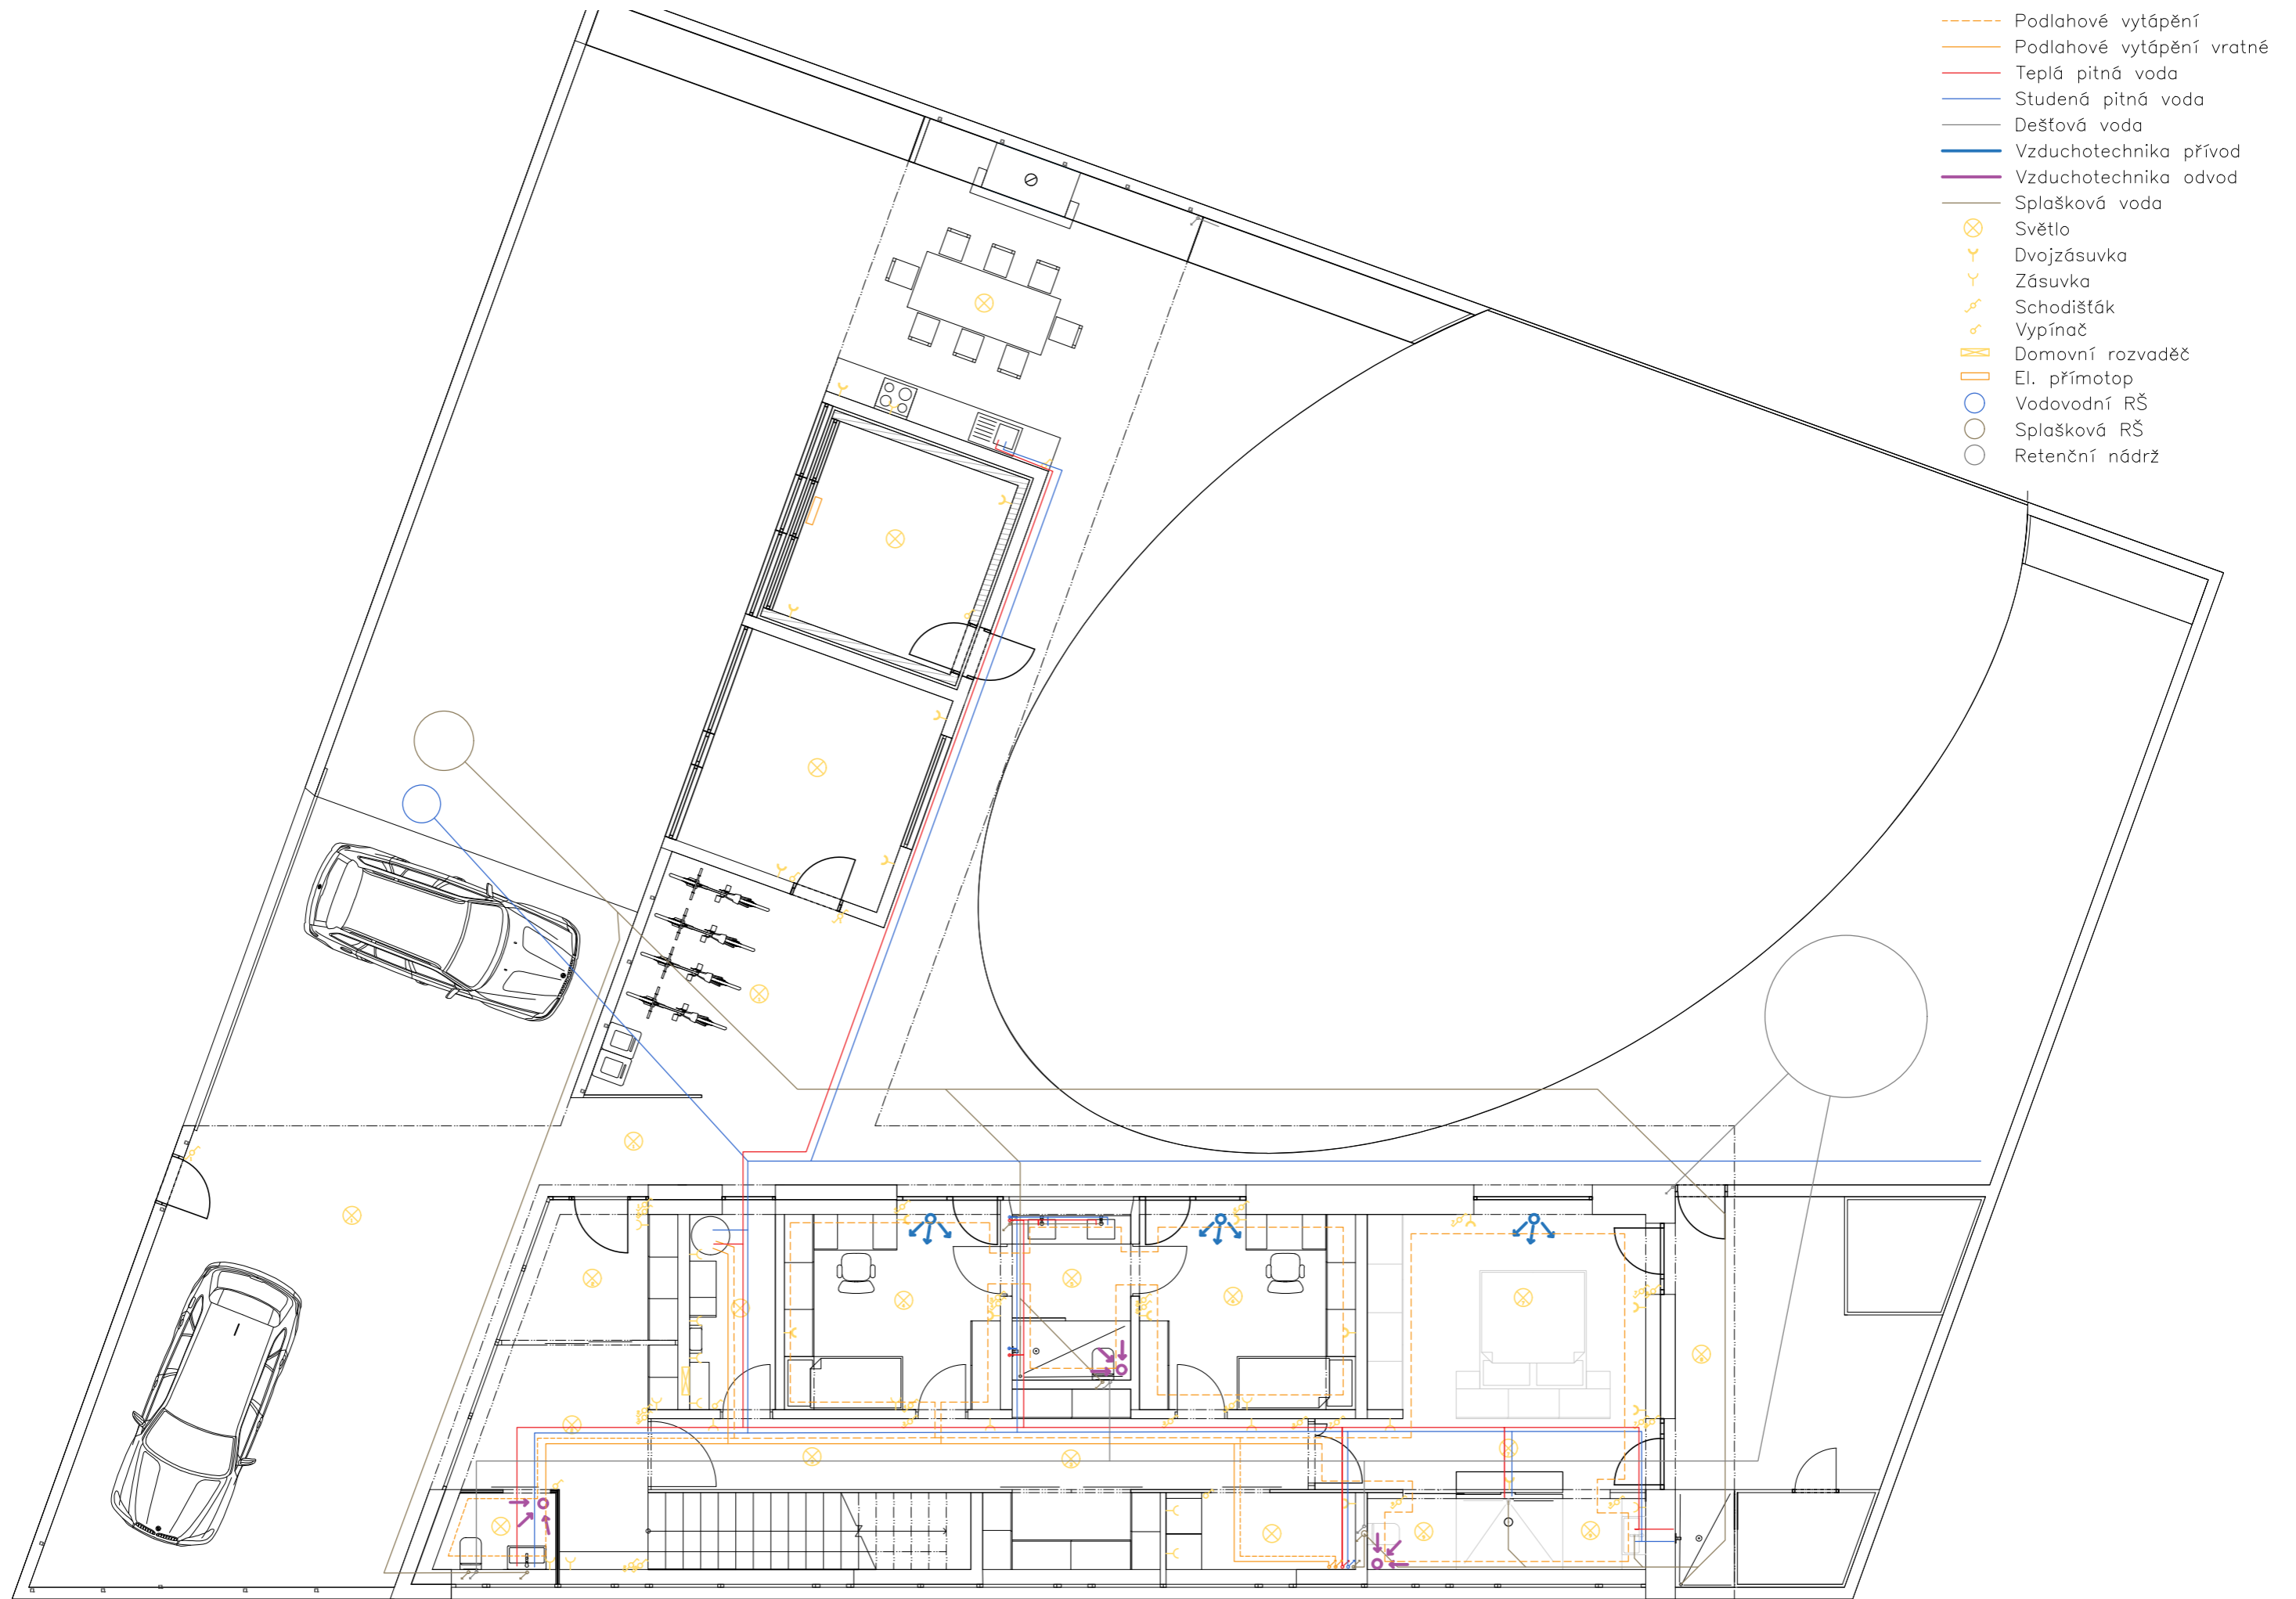 Podlahové vytápění
Podlahové vytápění vratné
Teplá pitná voda
Studená pitná voda
Dešťová voda
Vzduchotechnika přívod
Vzduchotechnika odvod
Splašková voda
Světlo
Dvojzásuvka
Zásuvka
Schodišťák
Vypínač
Domovní rozvaděč
El. přímotop
Vodovodní RŠ
Splašková RŠ
Retenční nádrž